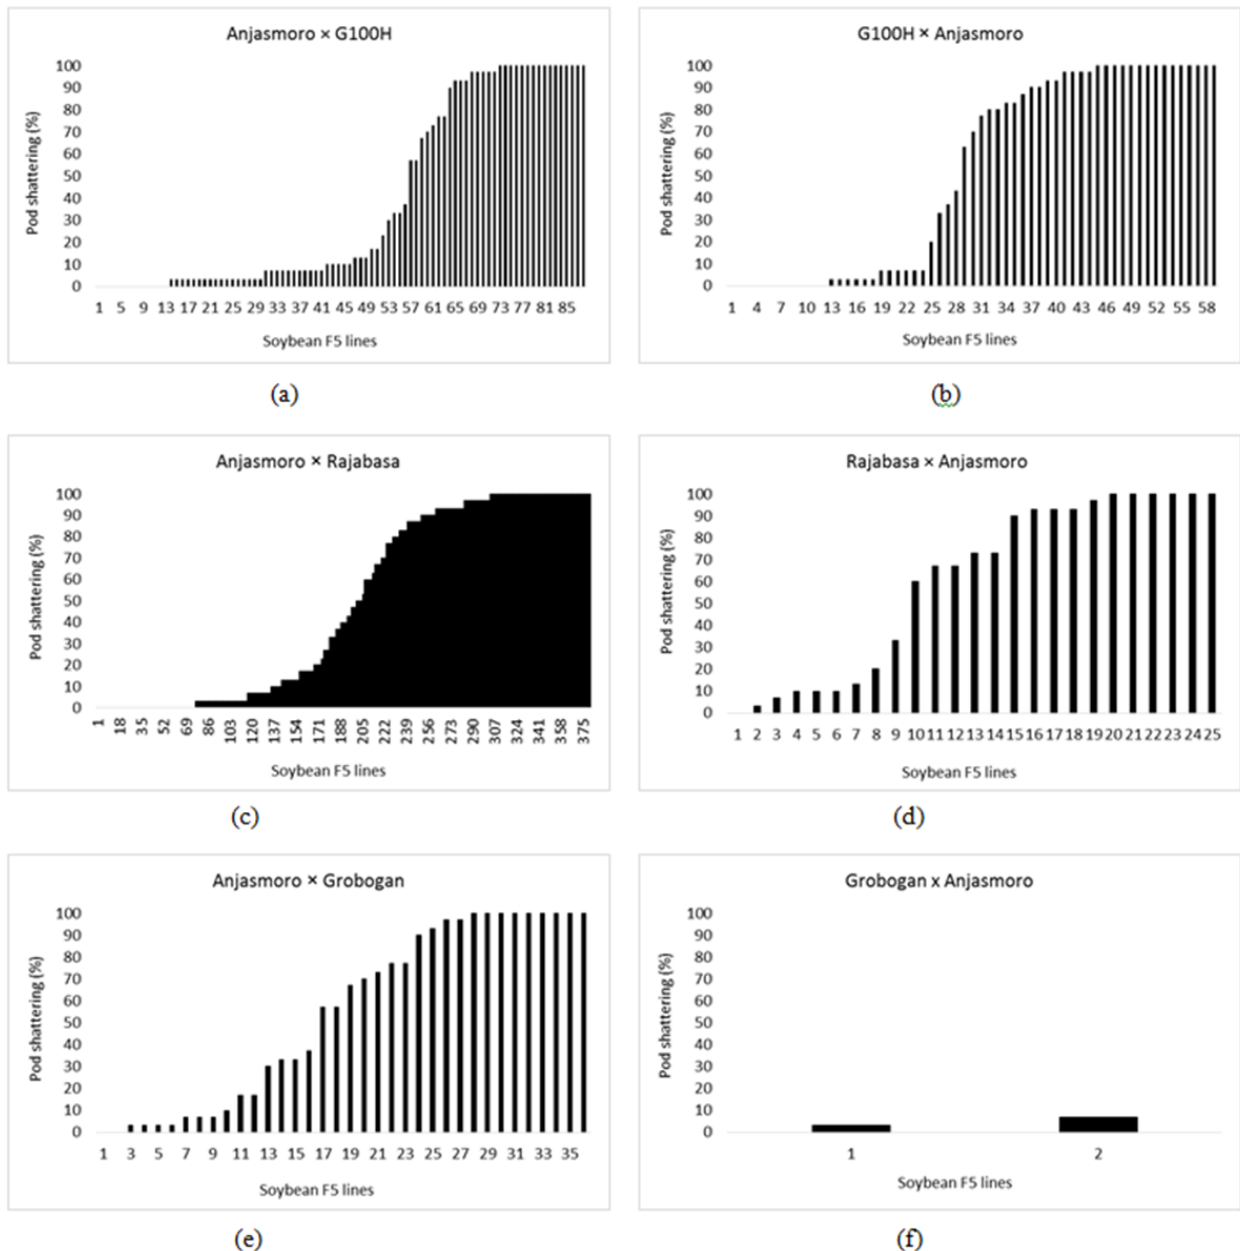 Anjasmoro × G100H
Pod shattering (%)
100
90
80
70
60
50
40
30
20
10
0
1 5 9 13 17 21 25 29 33 37 41 45 49 53 57 61 65 69 73 77 81 85
Soybean F5 lines
(a)
G100H × Anjasmoro
Pod shattering (%)
100
90
80
70
60
50
40
30
20
10
0
1 4 7 10 13 16 19 22 25 28 31 34 37 40 43 46 49 52 55 58
Soybean F5 lines
(b)
Anjasmoro × Rajabasa
Pod shattering (%)
100
90
80
70
60
50
40
30
20
10
0
1 18 35 52 69 86 103 120 137 154 171 188 205 222 239 256 273 290 307 324 341 358 375
Soybean F5 lines
(c)
Rajabasa × Anjasmoro
Pod shattering (%)
100
90
80
70
60
50
40
30
20
10
0
1 2 3 4 5 6 7 8 9 10 11 12 13 14 15 16 17 18 19 20 21 22 23 24 25
Soybean F5 lines
(d)
Anjasmoro × Grobogan
Pod shattering (%)
100
90
80
70
60
50
40
30
20
10
0
1 3 5 7 9 11 13 15 17 19 21 23 25 27 29 31 33 35
Soybean F5 lines
(e)
Grobogan x Anjasmoro
Pod shattering (%)
100
90
80
70
60
50
40
30
20
10
0
1 2
Soybean F5 lines
(f)